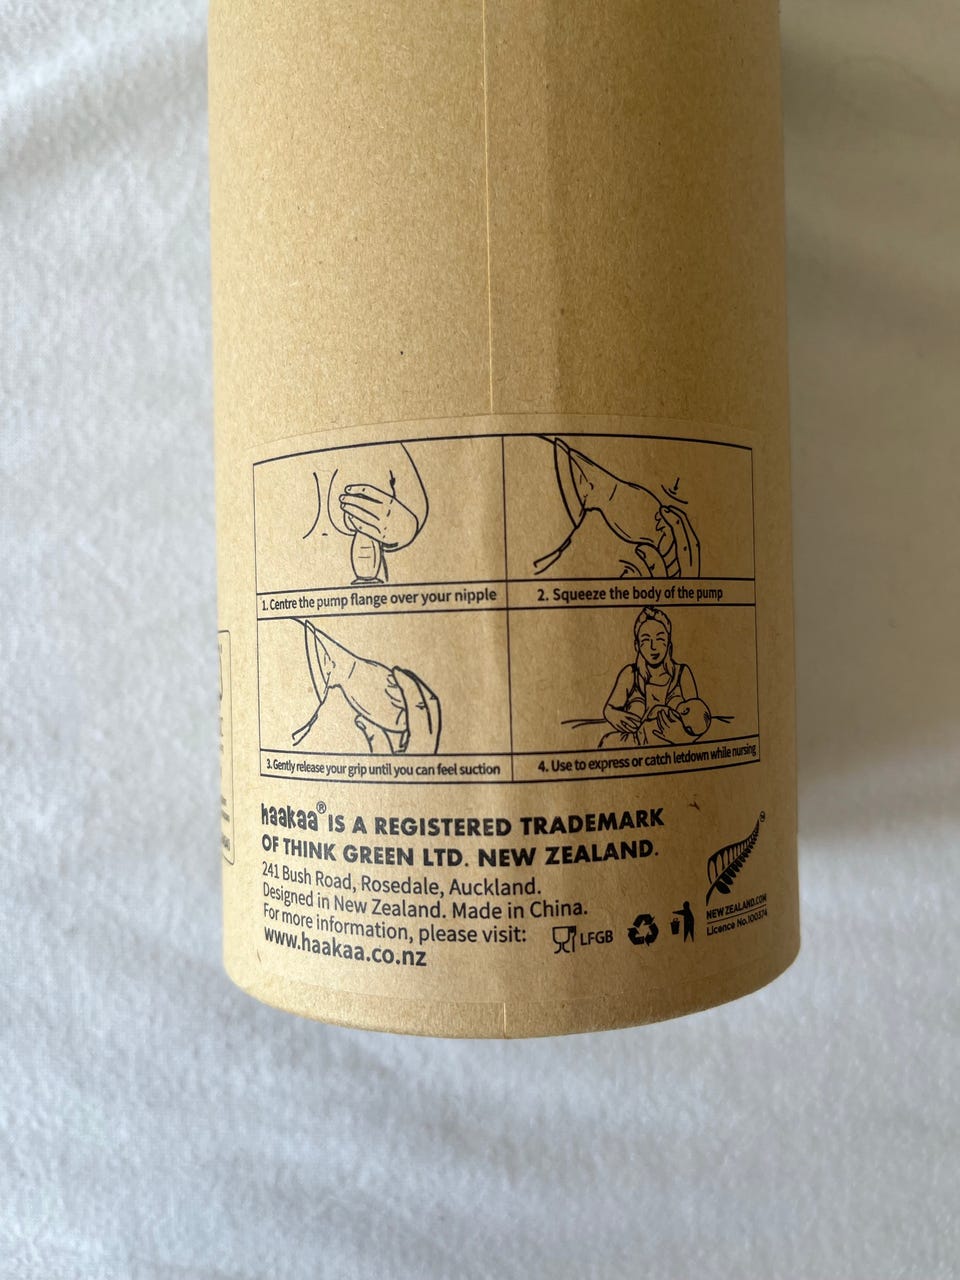 1. Centre the pump flange over your nipple
2. Squeeze the body of the pump
3. Gently release your grip until you can feel suction
4. Use to express or catch letdown while nursing
haakaa® IS A REGISTERED TRADEMARK
OF THINK GREEN LTD. NEW ZEALAND.
241 Bush Road, Rosedale, Auckland.
Designed in New Zealand. Made in China.
For more information, please visit:
www.haakaa.co.nz
LFGB
NEW ZEALAND.COM
Licence No.100374